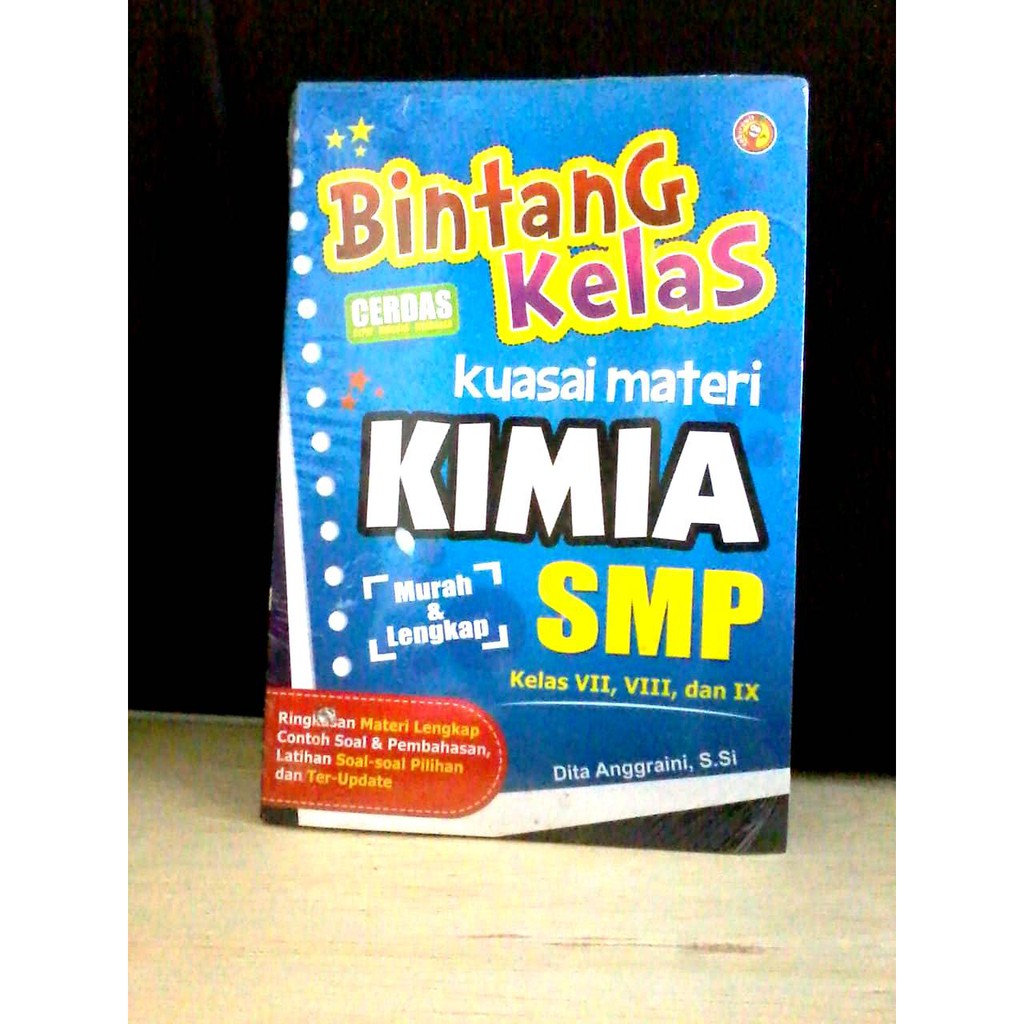 Bintang
Kelas
CERDAS
kuasai materi
KIMIA
SMP
Kelas VII, VIII, dan IX
Murah
&
Lengkap
Ringkasan Materi Lengkap
Contoh Soal & Pembahasan,
Latihan Soal-soal Pilihan
dan Ter-Update
Dita Anggraini, S.Si